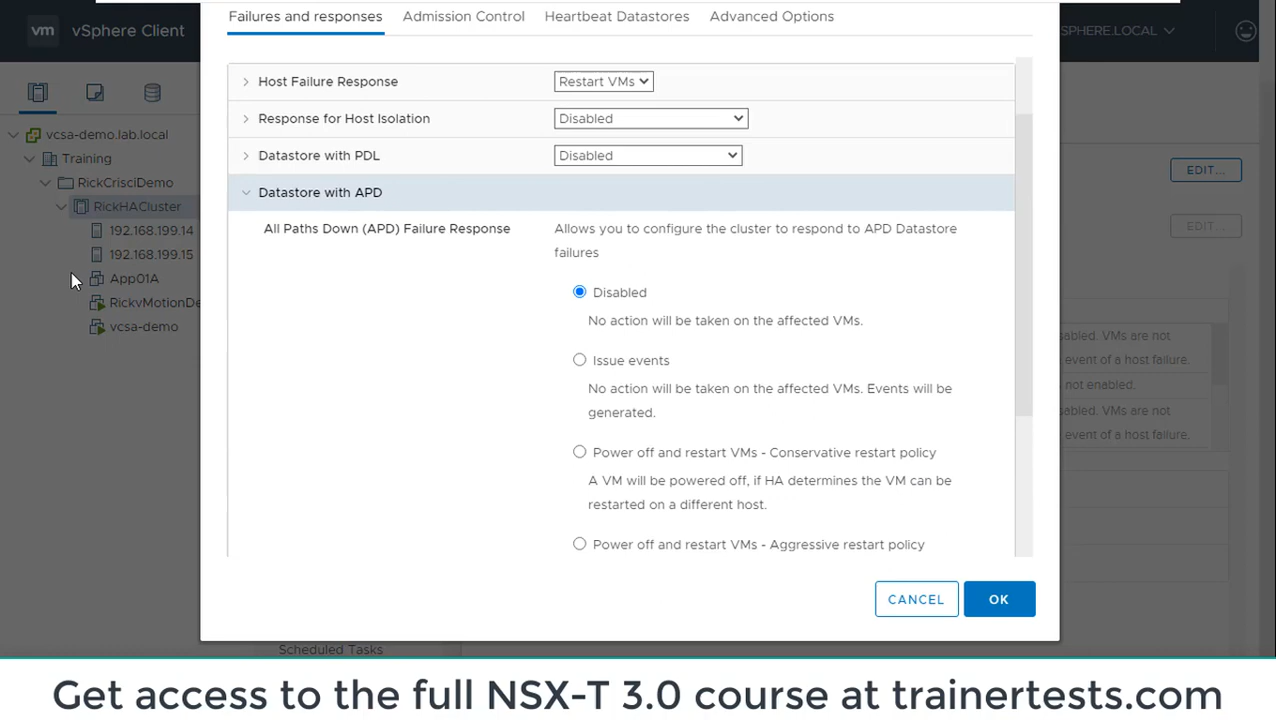 Failures and responses Admission Control Heartbeat Datastores Advanced Options
vm vSphere Client
SPHERE.LOCAL
Host Failure Response Restart VMs
Response for Host Isolation Disabled
Datastore with PDL Disabled
Datastore with APD
All Paths Down (APD) Failure Response
Allows you to configure the cluster to respond to APD Datastore
failures
Disabled
No action will be taken on the affected VMs.
Issue events
No action will be taken on the affected VMs. Events will be
generated.
Power off and restart VMs - Conservative restart policy
A VM will be powered off, if HA determines the VM can be
restarted on a different host.
Power off and restart VMs - Aggressive restart policy
CANCEL OK
vcsa-demo.lab.local
Training
RickCrisciDemo
RickHACluster
192.168.199.14
192.168.199.15
App01A
RickvMotionDe
vcsa-demo
EDIT...
EDIT...
abled. VMs are not
event of a host failure.
s not enabled.
abled. VMs are not
event of a host failure.
Scheduled Tasks
Get access to the full NSX-T 3.0 course at trainertests.com